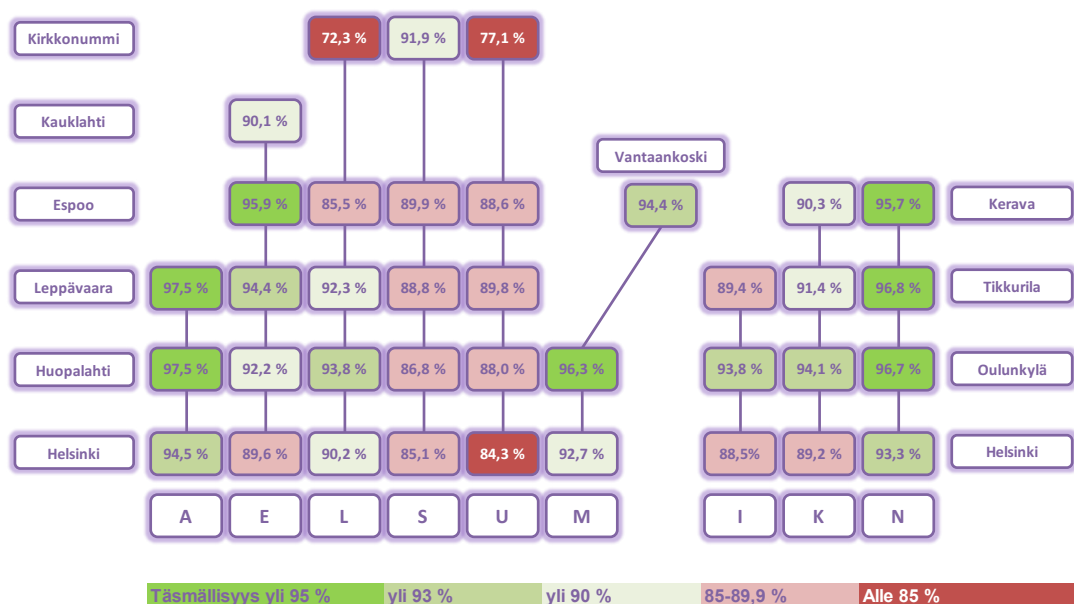 Kirkkonummi 72,3 % 91,9 % 77,1 %
Kauklahti 90,1 %
Vantaankoski
Espoo 95,9 % 85,5 % 89,9 % 88,6 % 94,4 % 90,3 % 95,7 % Kerava
Leppävaara 97,5 % 94,4 % 92,3 % 88,8 % 89,8 % 89,4 % 91,4 % 96,8 % Tikkurila
Huopalahti 97,5 % 92,2 % 93,8 % 86,8 % 88,0 % 96,3 % 93,8 % 94,1 % 96,7 % Oulunkylä
Helsinki 94,5 % 89,6 % 90,2 % 85,1 % 84,3 % 92,7 % 88,5% 89,2 % 93,3 % Helsinki
A E L S U M I K N
Täsmällisyys yli 95 % yli 93 % yli 90 % 85-89,9 % Alle 85 %